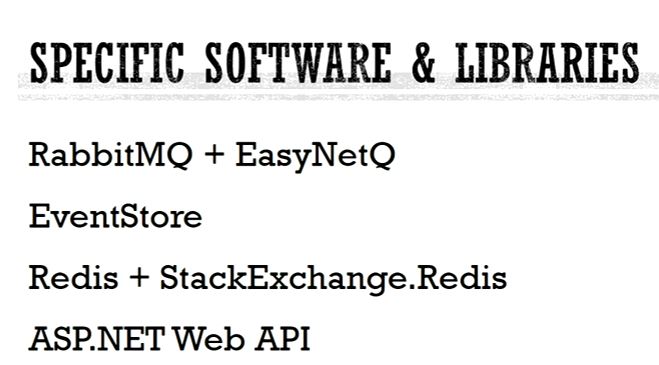 SPECIFIC SOFTWARE & LIBRARIES
RabbitMQ + EasyNetQ
EventStore
Redis + StackExchange.Redis
ASP.NET Web API